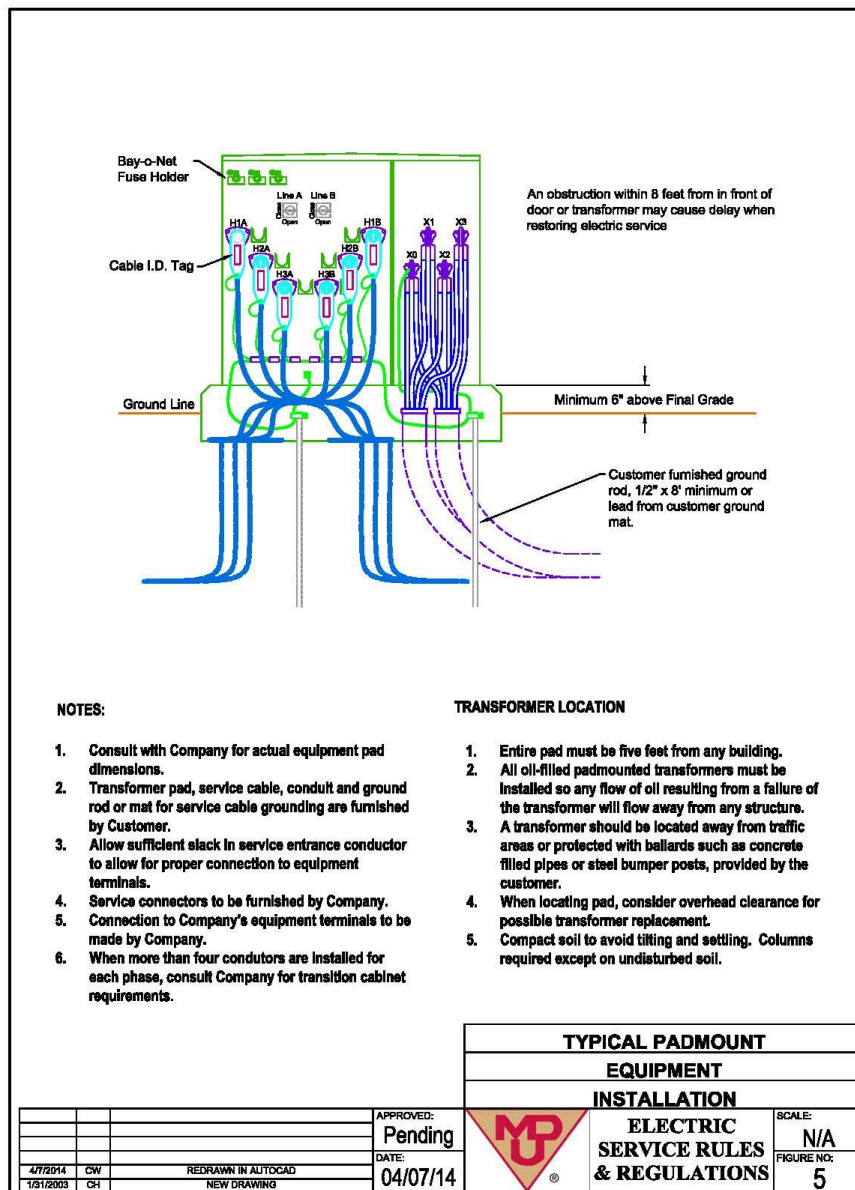 Bay-o-Net
Fuse Holder
Line A
Line B
Close
Open
Close
Open
An obstruction within 8 feet from in front of
door or transformer may cause delay when
restoring electric service
H1A
H2A
H3A
H3B
H2B
H1B
X0
X1
X2
X3
Cable I.D. Tag
Ground Line
Minimum 6" above Final Grade
Customer furnished ground
rod, 1/2" x 8' minimum or
lead from customer ground
mat.
NOTES:
1. Consult with Company for actual equipment pad
dimensions.
2. Transformer pad, service cable, conduit and ground
rod or mat for service cable grounding are furnished
by Customer.
3. Allow sufficient slack in service entrance conductor
to allow for proper connection to equipment
terminals.
4. Service connectors to be furnished by Company.
5. Connection to Company's equipment terminals to be
made by Company.
6. When more than four condutors are installed for
each phase, consult Company for transition cabinet
requirements.
TRANSFORMER LOCATION
1. Entire pad must be five feet from any building.
2. All oil-filled padmounted transformers must be
installed so any flow of oil resulting from a failure of
the transformer will flow away from any structure.
3. A transformer should be located away from traffic
areas or protected with ballards such as concrete
filled pipes or steel bumper posts, provided by the
customer.
4. When locating pad, consider overhead clearance for
possible transformer replacement.
5. Compact soil to avoid tilting and settling. Columns
required except on undisturbed soil.
TYPICAL PADMOUNT
EQUIPMENT
INSTALLATION
4/7/2014 CW REDRAWN IN AUTOCAD
1/31/2003 CH NEW DRAWING
APPROVED:
Pending
DATE:
04/07/14
MPU
®
ELECTRIC
SERVICE RULES
& REGULATIONS
SCALE:
N/A
FIGURE NO:
5